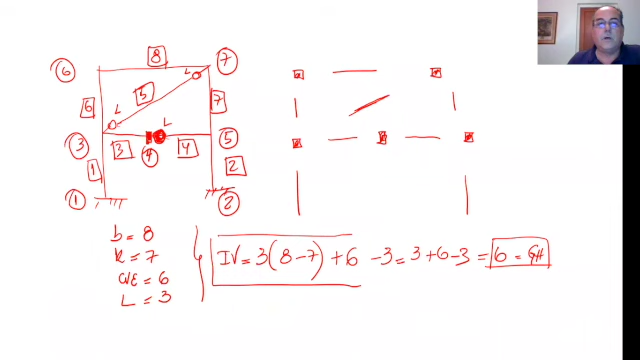 8
6 7
L
5
6 L 7
L
3 5
3 4 4
1 2
1 2
b = 8
k = 7
IV = 3(8-7) + 6 - 3 = 3 + 6 - 3 = 6 = GH
VE = 6
L = 3